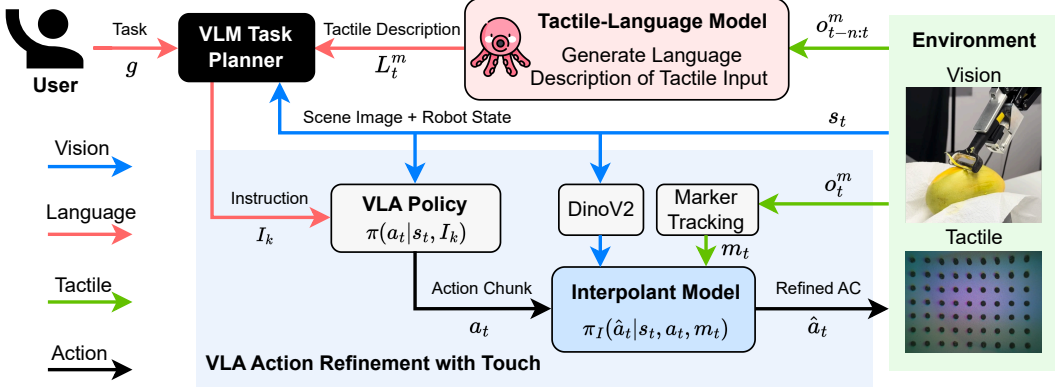 User
Task
g
VLM Task
Planner
Tactile Description
L_t^m
Tactile-Language Model
Generate Language
Description of Tactile Input
o_{t-n:t}^m
Environment
Vision
Scene Image + Robot State
s_t
Vision
Language
Tactile
Action
Instruction
I_k
VLA Policy
π(a_t|s_t, I_k)
DinoV2
Marker
Tracking
o_t^m
m_t
Tactile
Action Chunk
a_t
Interpolant Model
π_I(â_t|s_t, a_t, m_t)
Refined AC
â_t
VLA Action Refinement with Touch